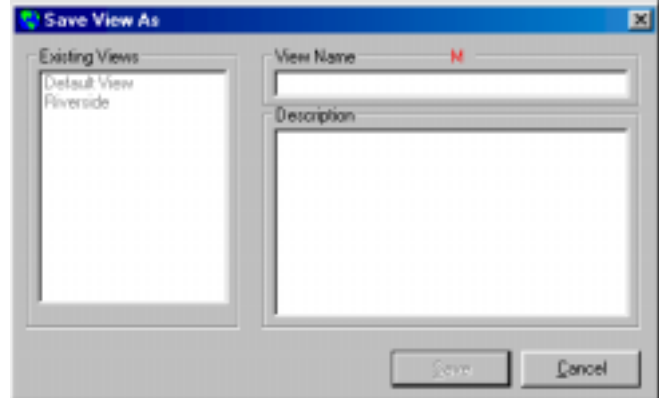 Save View As
Existing Views
Default View
Riverside
View Name M
Description
Save
Cancel